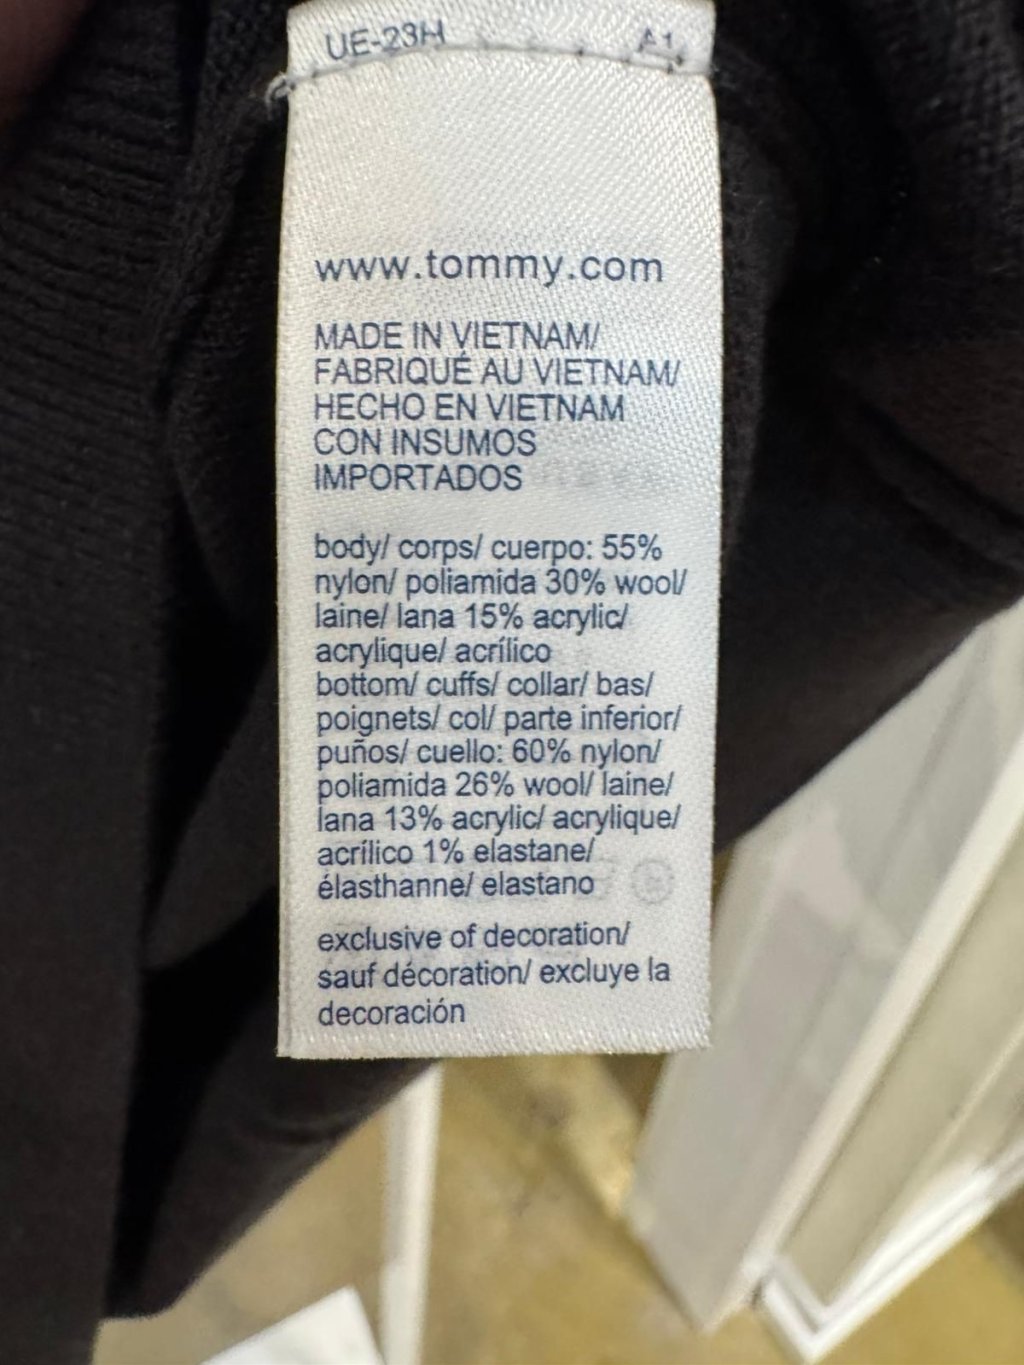 UE-23H A1
www.tommy.com
MADE IN VIETNAM/
FABRIQUÉ AU VIETNAM/
HECHO EN VIETNAM
CON INSUMOS
IMPORTADOS
body/ corps/ cuerpo: 55%
nylon/ poliamida 30% wool/
laine/ lana 15% acrylic/
acrylique/ acrílico
bottom/ cuffs/ collar/ bas/
poignets/ col/ parte inferior/
puños/ cuello: 60% nylon/
poliamida 26% wool/ laine/
lana 13% acrylic/ acrylique/
acrílico 1% elastane/
élasthanne/ elastano
exclusive of decoration/
sauf décoration/ excluye la
decoración